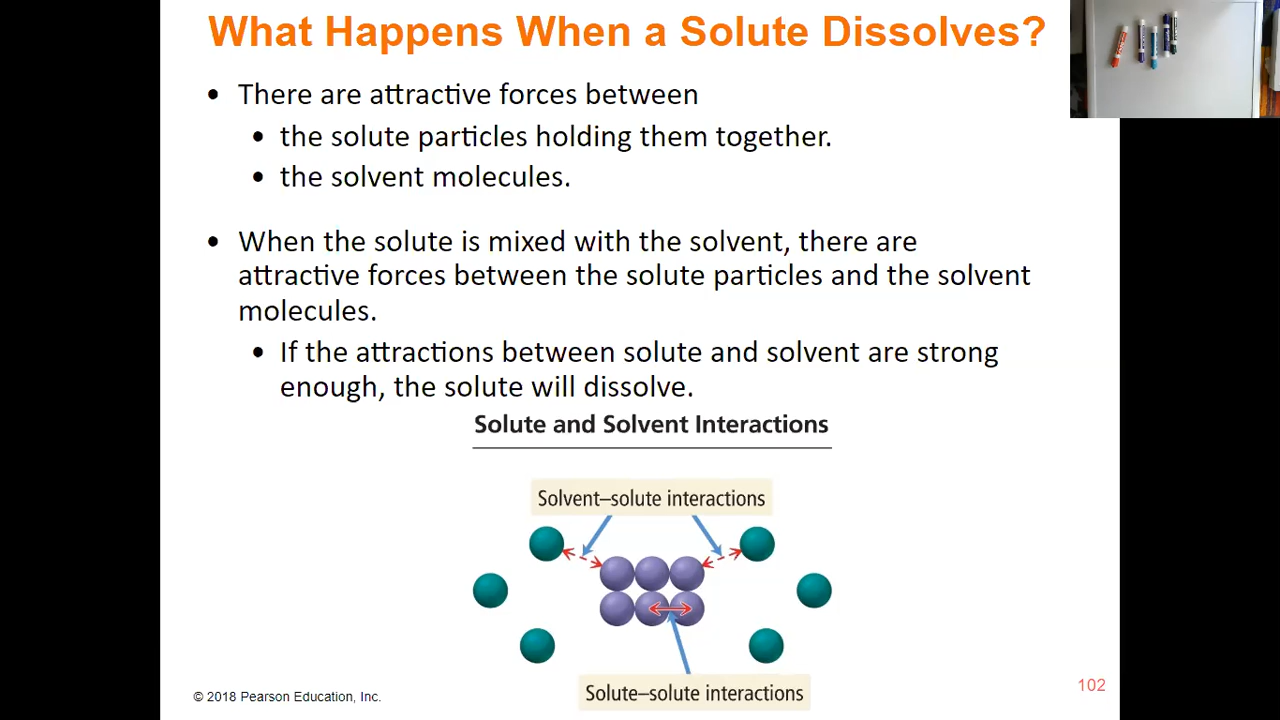 What Happens When a Solute Dissolves?
• There are attractive forces between
• the solute particles holding them together.
• the solvent molecules.
• When the solute is mixed with the solvent, there are
attractive forces between the solute particles and the solvent
molecules.
• If the attractions between solute and solvent are strong
enough, the solute will dissolve.
Solute and Solvent Interactions
Solvent–solute interactions
Solute–solute interactions
© 2018 Pearson Education, Inc.
102